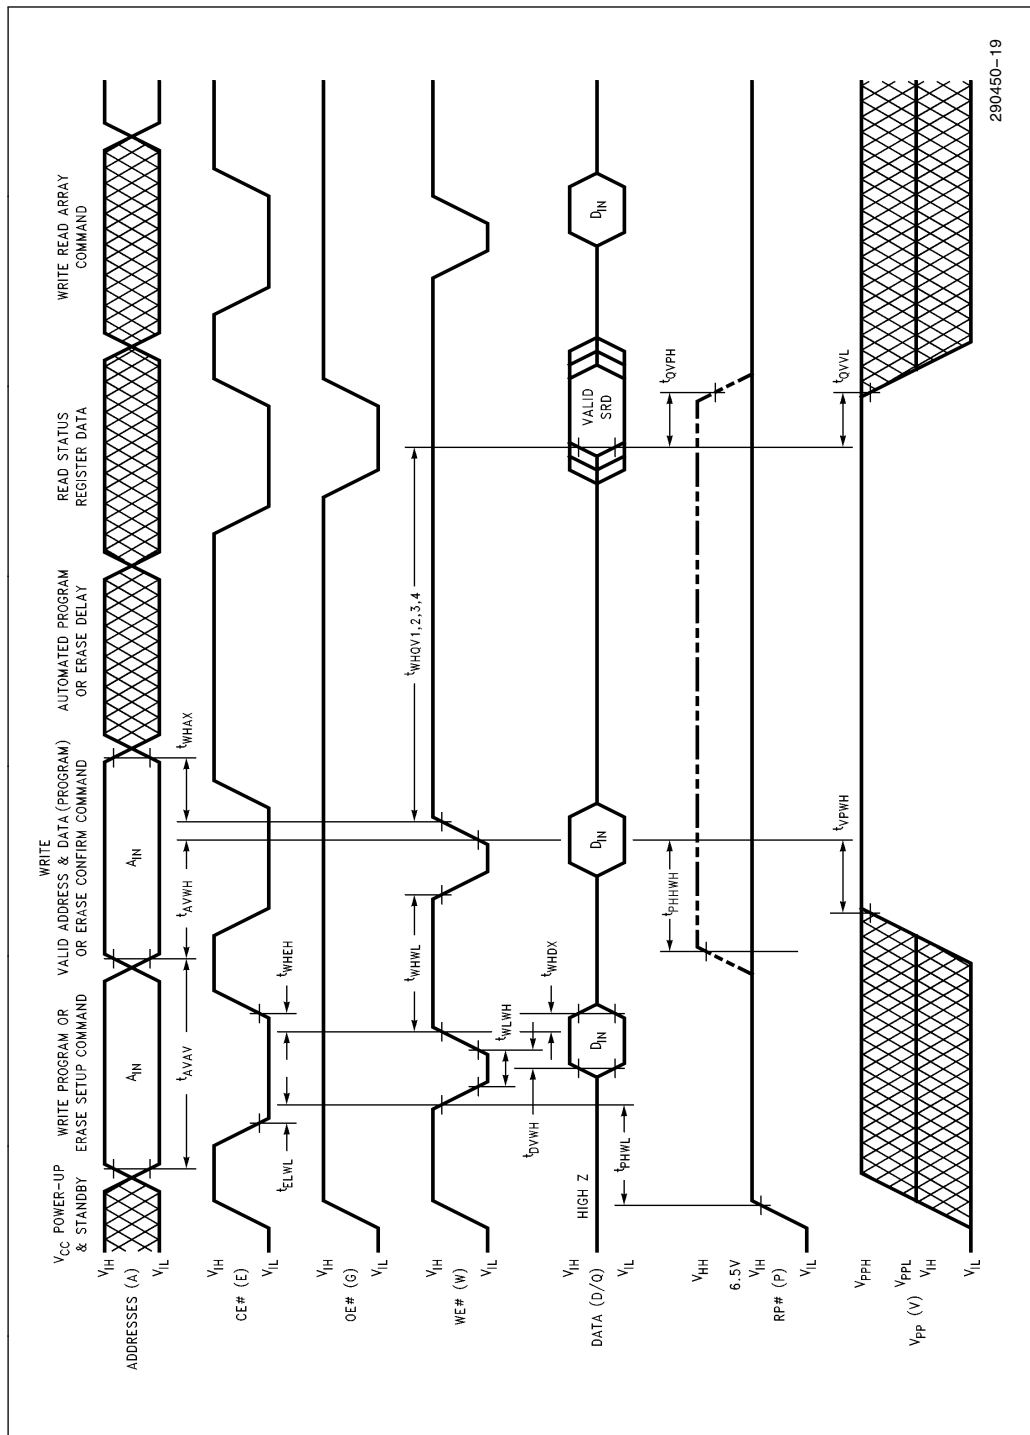 V_CC POWER-UP
& STANDBY
WRITE PROGRAM OR
ERASE SETUP COMMAND
WRITE
VALID ADDRESS & DATA (PROGRAM)
OR ERASE CONFIRM COMMAND
AUTOMATED PROGRAM
OR ERASE DELAY
READ STATUS
REGISTER DATA
WRITE READ ARRAY
COMMAND
V_IH
ADDRESSES (A)
V_IL
A_IN
A_IN
t_AVAV
t_AVWH
t_WHAX
V_IH
CE# (E)
V_IL
t_ELWL
t_WHEH
V_IH
OE# (G)
V_IL
t_WHWL
t_WHQV1,2,3,4
V_IH
WE# (W)
V_IL
t_WLWH
t_DVWH
t_WHDX
V_IH
DATA (D/Q)
V_IL
HIGH Z
D_IN
D_IN
VALID
SRD
D_IN
t_PHWL
t_PHHWH
t_QVPH
V_HH
6.5V
V_IH
RP# (P)
V_IL
t_VPWH
t_QVVL
V_PPH
V_PPL
V_PP (V)
V_IH
V_IL
290450-19